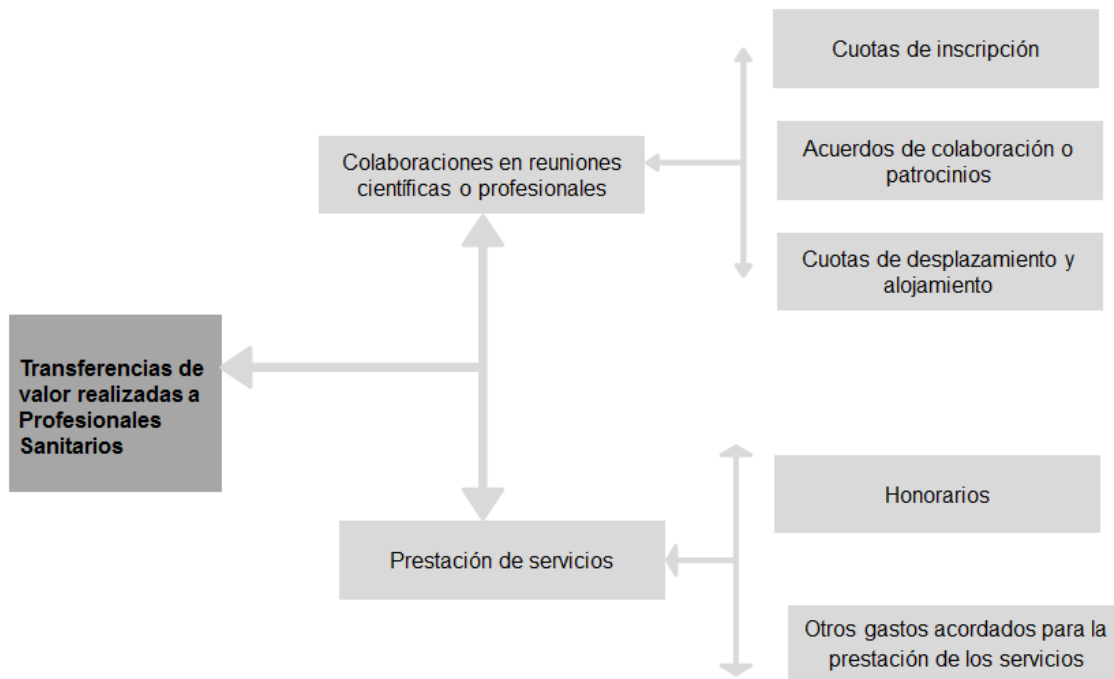 Cuotas de inscripción
Colaboraciones en reuniones
científicas o profesionales
Acuerdos de colaboración o
patrocinios
Cuotas de desplazamiento y
alojamiento
Transferencias de
valor realizadas a
Profesionales
Sanitarios
Honorarios
Prestación de servicios
Otros gastos acordados para la
prestación de los servicios